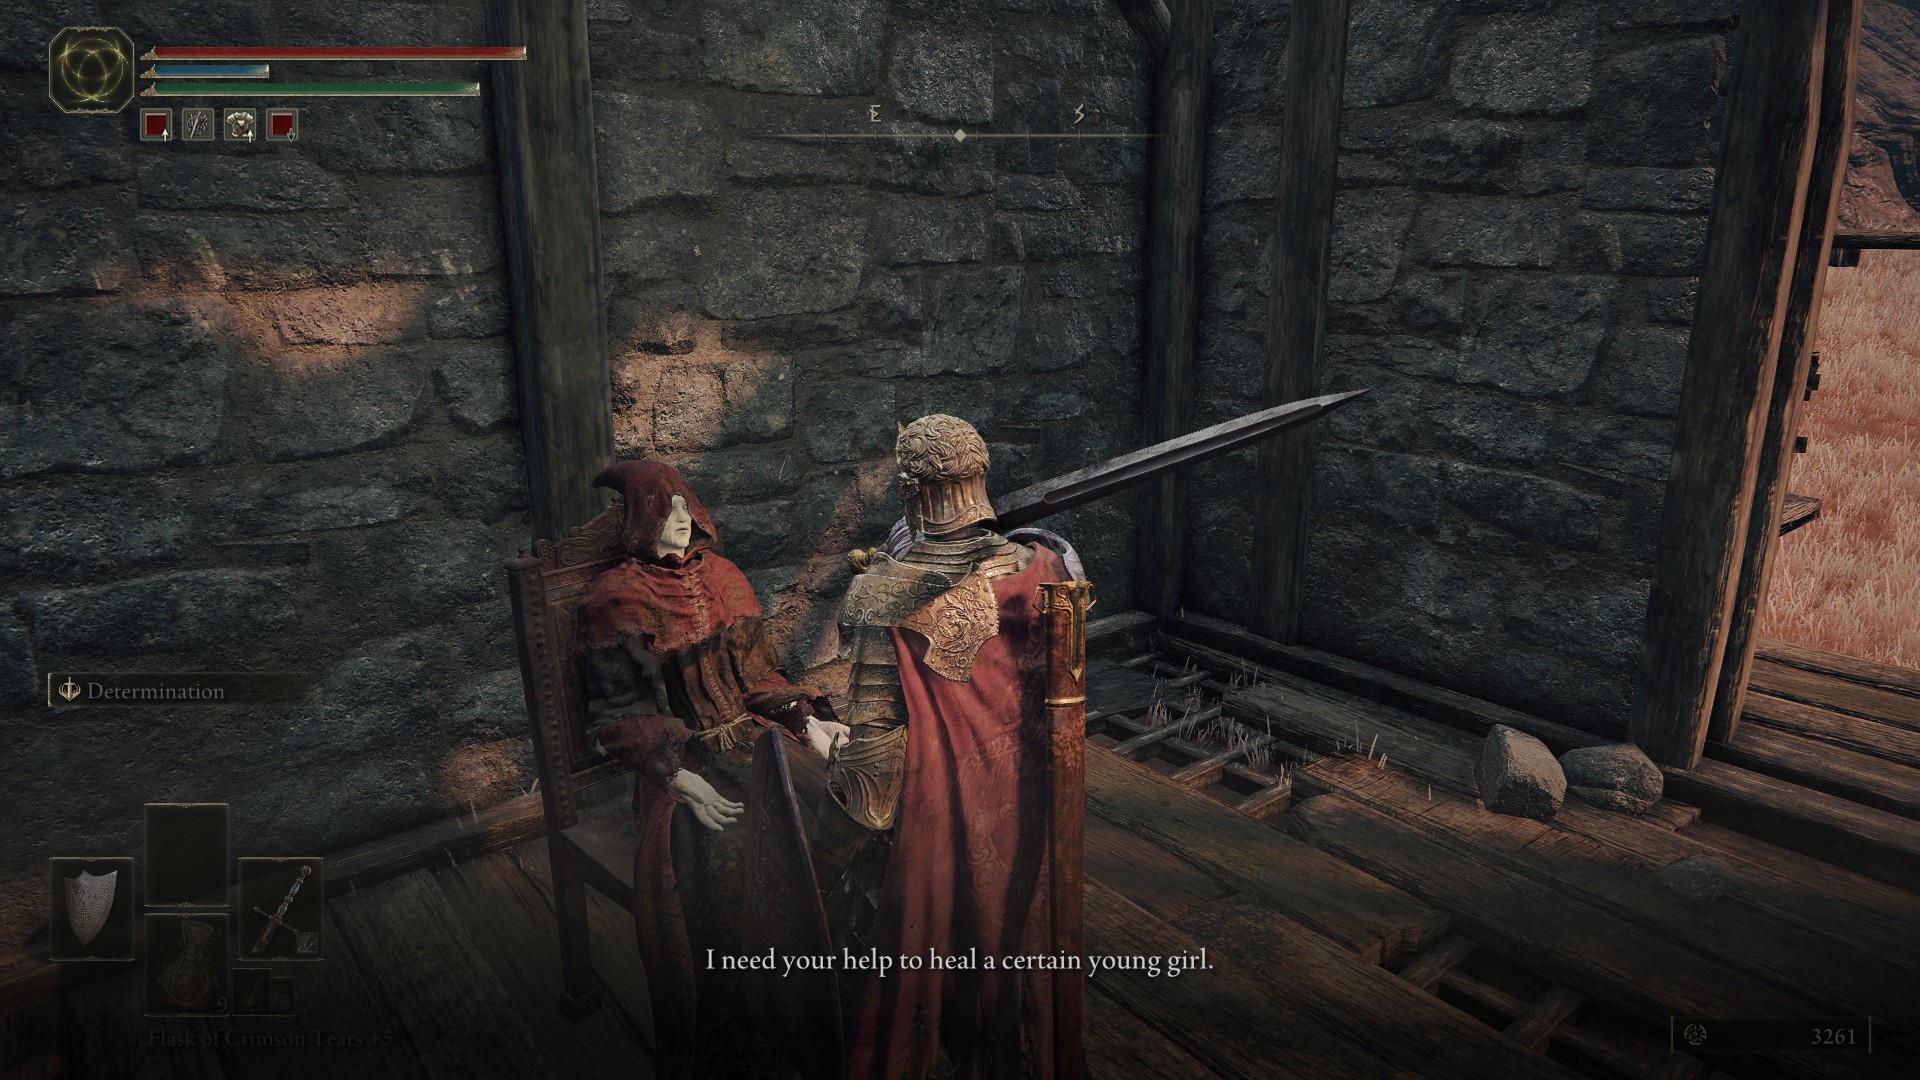 E
S
Determination
I need your help to heal a certain young girl.
9
Flask of Crimson Tears +5
3261